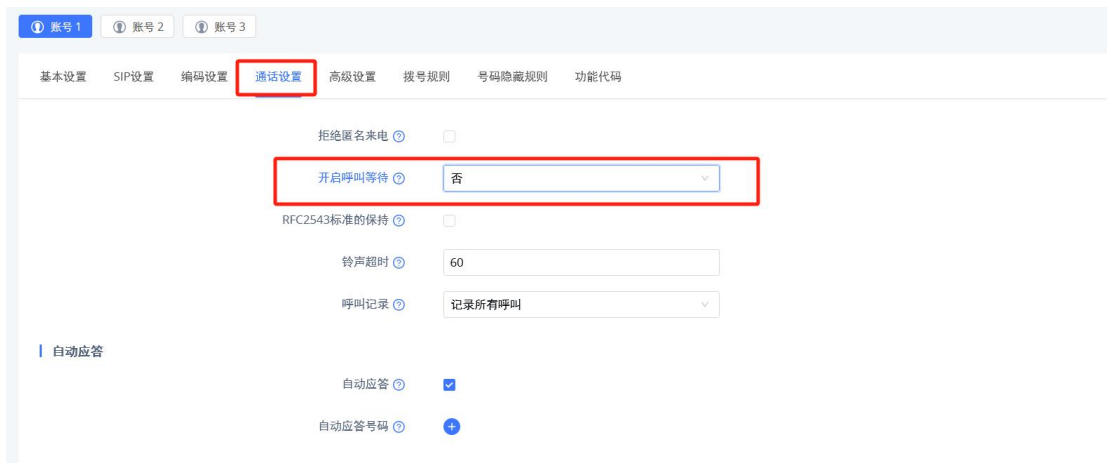 账号 1 账号 2 账号 3
基本设置 SIP设置 编码设置 通话设置 高级设置 拨号规则 号码隐藏规则 功能代码
拒绝匿名来电
开启呼叫等待 否
RFC2543标准的保持
铃声超时 60
呼叫记录 记录所有呼叫
自动应答
自动应答
自动应答号码